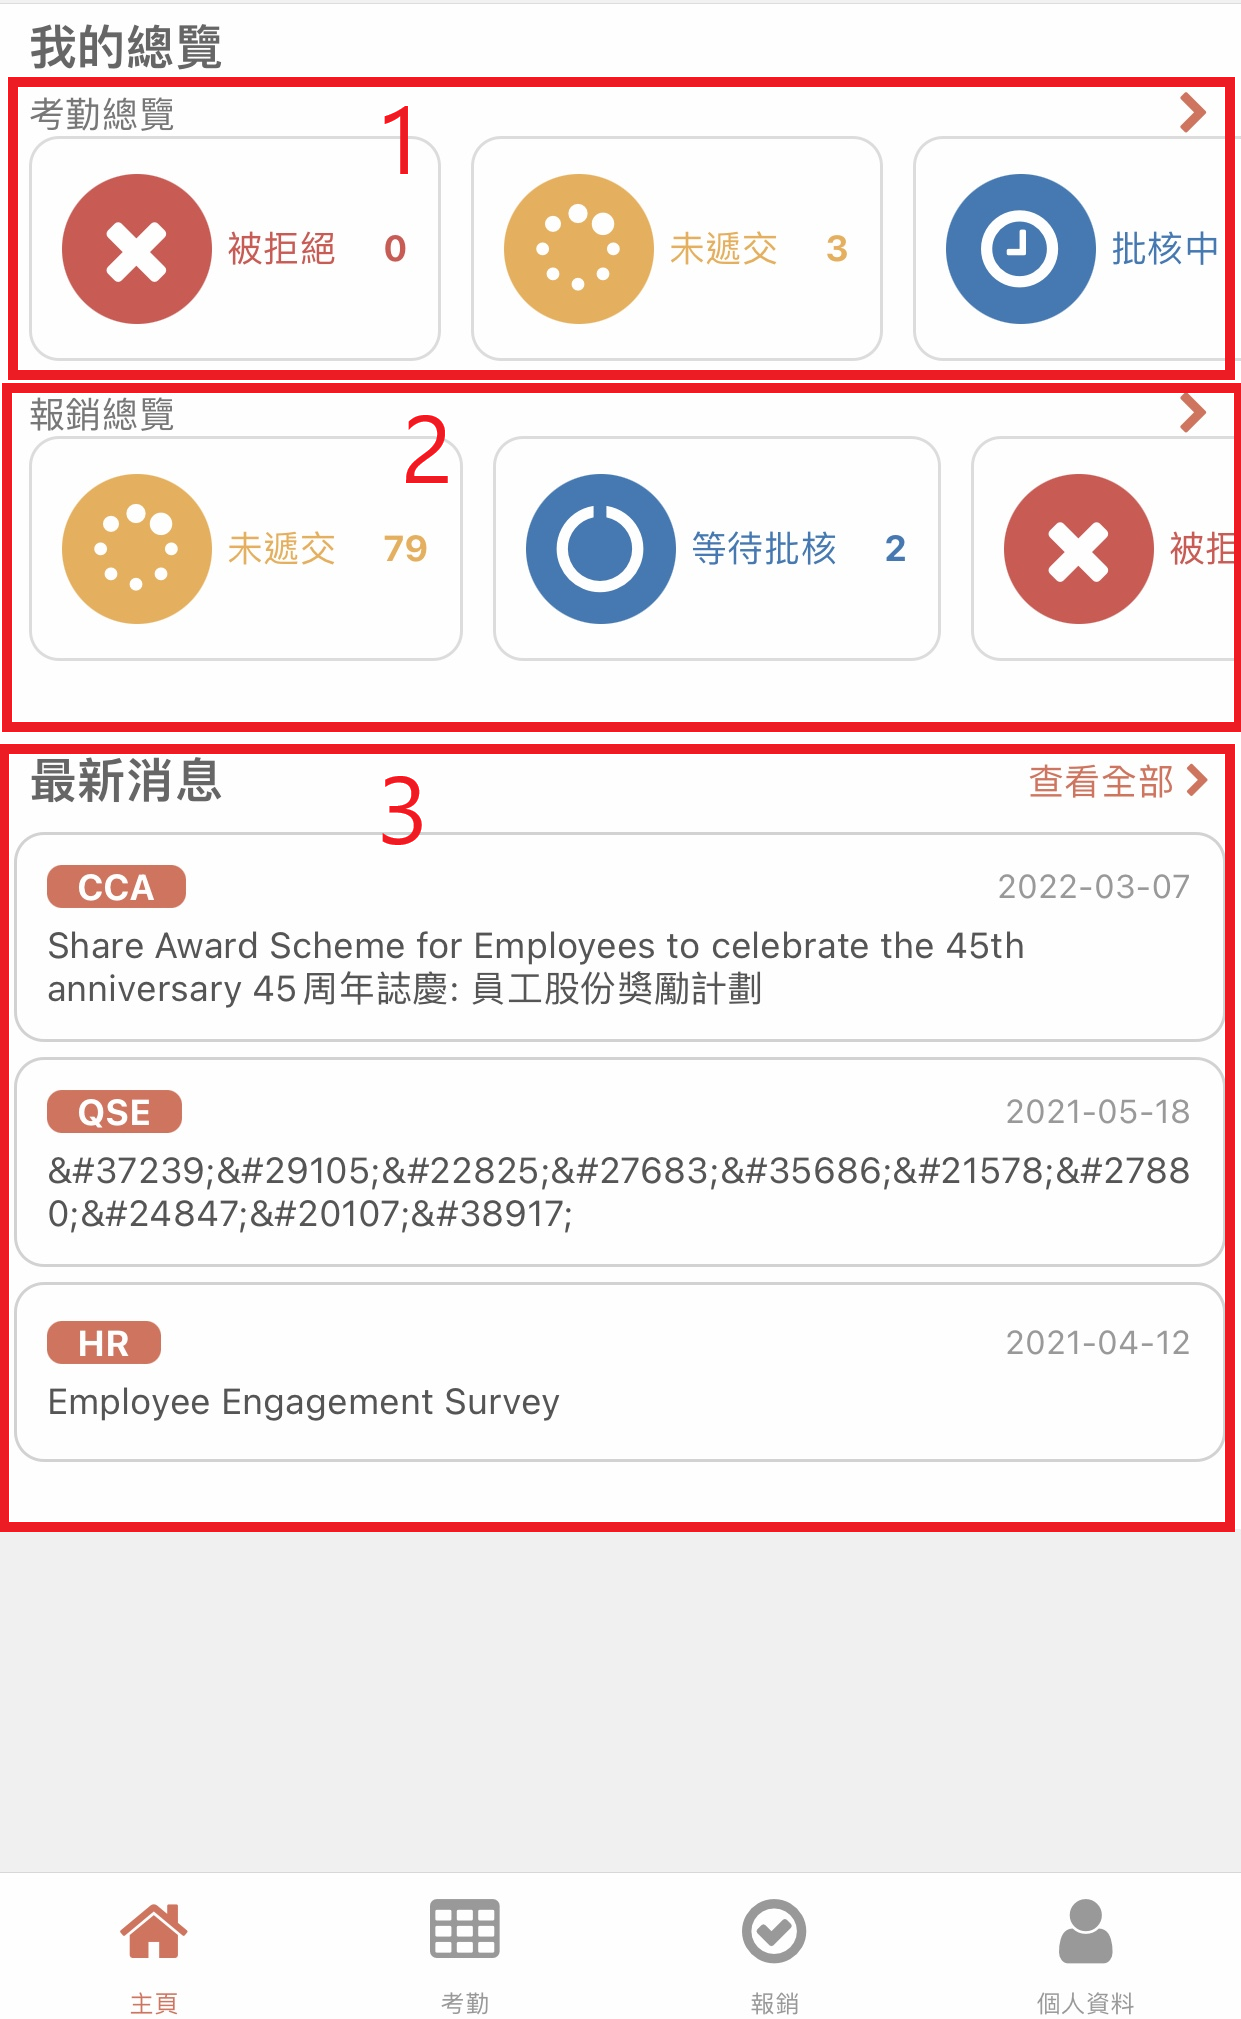 我的總覽
考勤總覽
1
被拒絕 0
未遞交 3
批核中
報銷總覽
2
未遞交 79
等待批核 2
被拒
最新消息
3
查看全部
CCA
2022-03-07
Share Award Scheme for Employees to celebrate the 45th
anniversary 45周年誌慶: 員工股份獎勵計劃
QSE
2021-05-18
&#37239;&#29105;&#22825;&#27683;&#35686;&#21578;&#2788
0;&#24847;&#20107;&#38917;
HR
2021-04-12
Employee Engagement Survey
主頁
考勤
報銷
個人資料